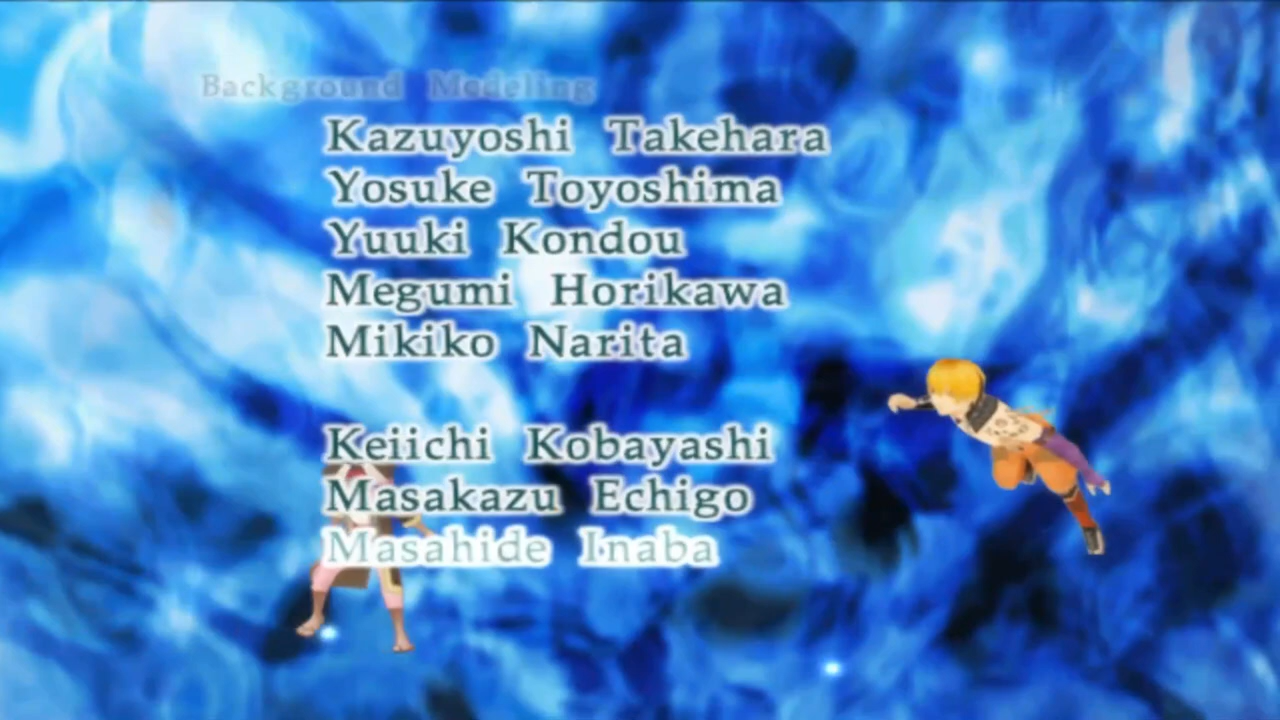 Background Modeling
Kazuyoshi Takehara
Yosuke Toyoshima
Yuuki Kondou
Megumi Horikawa
Mikiko Narita
Keiichi Kobayashi
Masakazu Echigo
Masahide Inaba